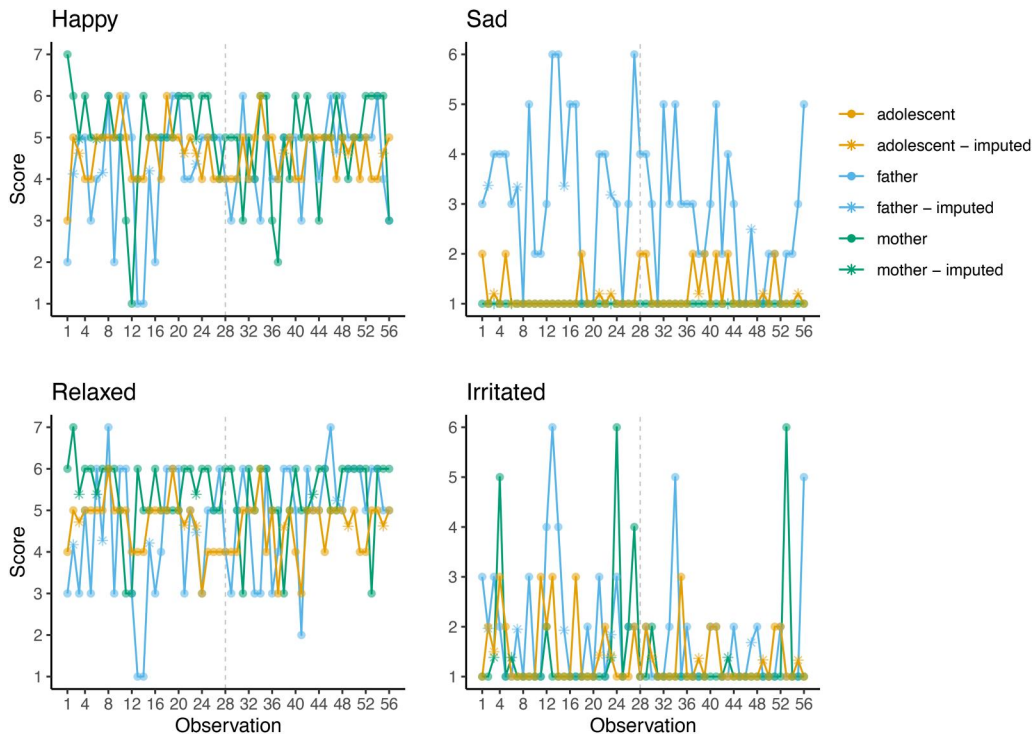 Happy
Score
7
6
5
4
3
2
1
1 4 8 12 16 20 24 28 32 36 40 44 48 52 56
Sad
6
5
4
3
2
1
1 4 8 12 16 20 24 28 32 36 40 44 48 52 56
adolescent
adolescent – imputed
father
father – imputed
mother
mother – imputed
Relaxed
Score
7
6
5
4
3
2
1
1 4 8 12 16 20 24 28 32 36 40 44 48 52 56
Observation
Irritated
6
5
4
3
2
1
1 4 8 12 16 20 24 28 32 36 40 44 48 52 56
Observation